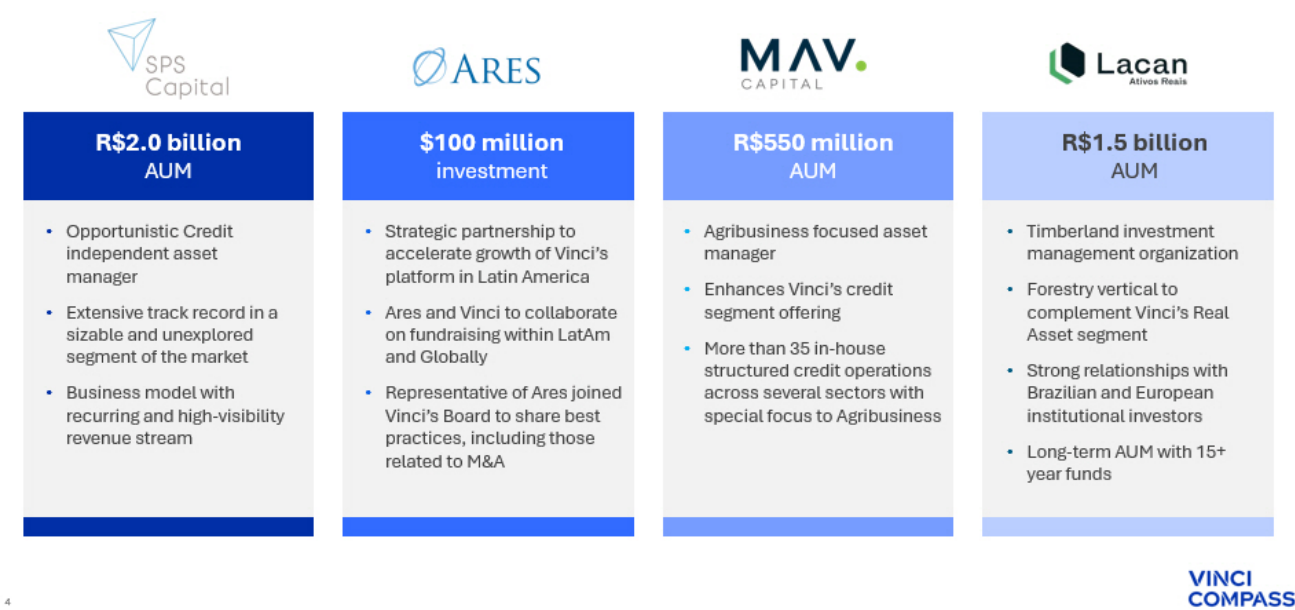 SPS
Capital
R$2.0 billion
AUM
• Opportunistic Credit
independent asset
manager
• Extensive track record in a
sizable and unexplored
segment of the market
• Business model with
recurring and high-visibility
revenue stream
ARES
$100 million
investment
• Strategic partnership to
accelerate growth of Vinci's
platform in Latin America
• Ares and Vinci to collaborate
on fundraising within LatAm
and Globally
• Representative of Ares joined
Vinci's Board to share best
practices, including those
related to M&A
MAV.
CAPITAL
R$550 million
AUM
• Agribusiness focused asset
manager
• Enhances Vinci's credit
segment offering
• More than 35 in-house
structured credit operations
across several sectors with
special focus to Agribusiness
Lacan
Ativos Reais
R$1.5 billion
AUM
• Timberland investment
management organization
• Forestry vertical to
complement Vinci's Real
Asset segment
• Strong relationships with
Brazilian and European
institutional investors
• Long-term AUM with 15+
year funds
4
VINCI
COMPASS